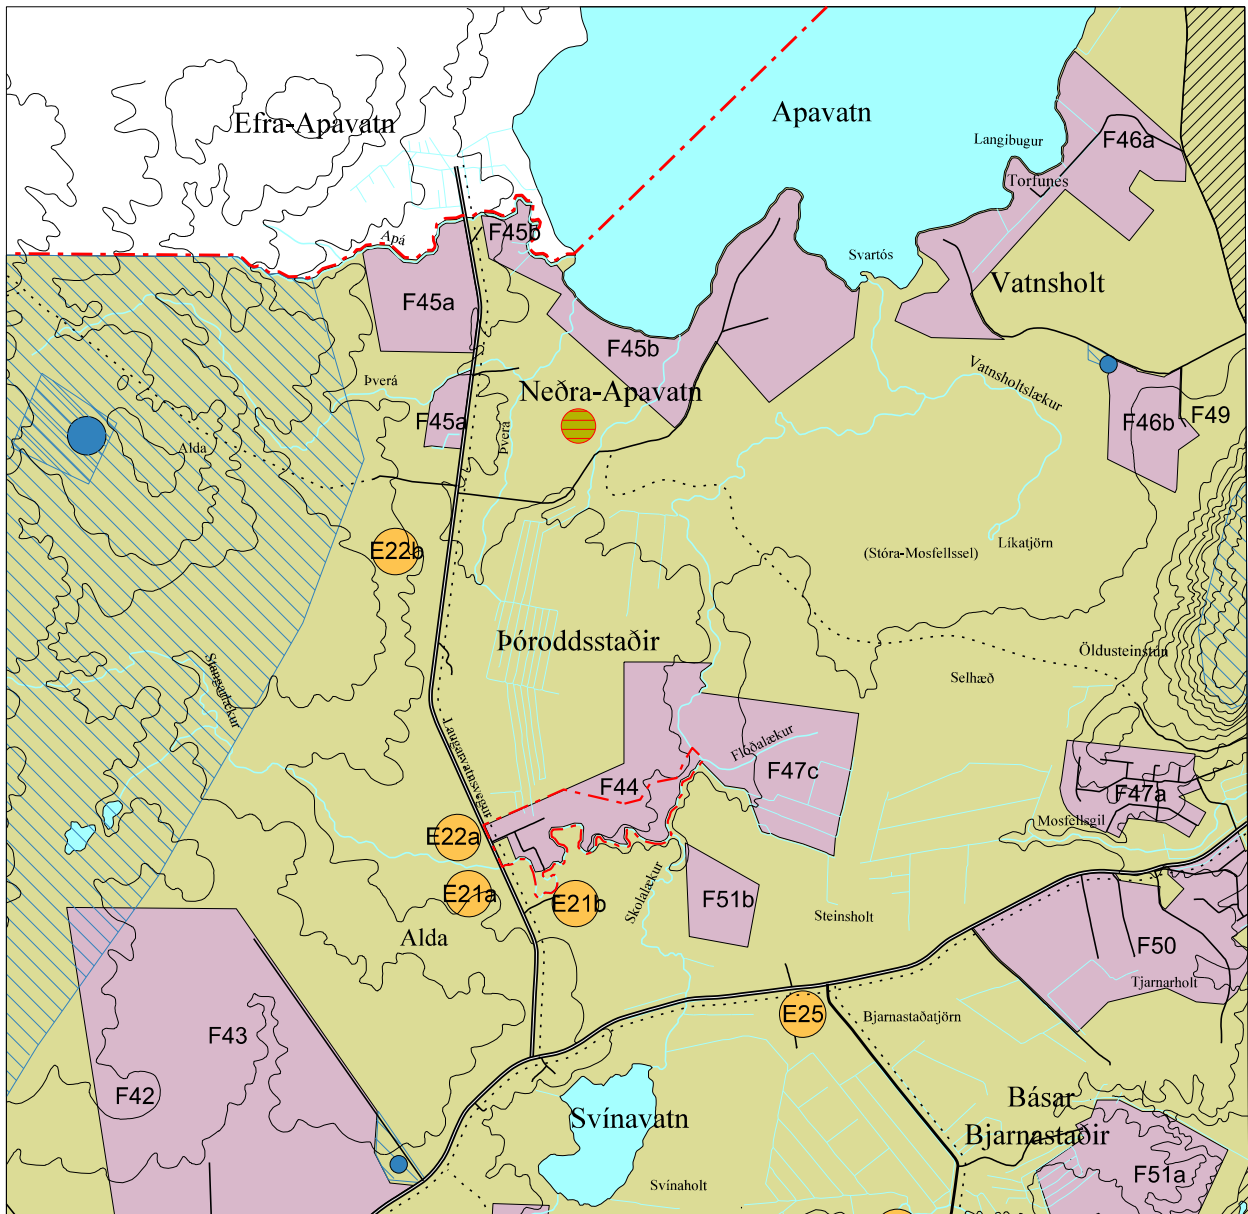 Efra-Apavatn
Apavatn
Langibugur
F46a
Torfunes
Apá
F45b
Svartós
Vatnsholt
F45a
F45b
Vatnsholtslækur
Þverá
Neðra-Apavatn
F45a
Þverá
F46b
F49
Alda
E22b
(Stóra-Mosfellssel)
Líkatjörn
Þóroddsstaðir
Öldusteinstún
Selhæð
Stangarlækur
Laugarvatnsvegur
Flóðalækur
F44
F47c
F47a
Mosfellsgil
E22a
E21a
E21b
Skolalækur
F51b
Steinsholt
Alda
F50
Tjarnarholt
E25
Bjarnastaðatjörn
F43
F42
Svínavatn
Básar
Bjarnastaðir
F51a
Svínaholt